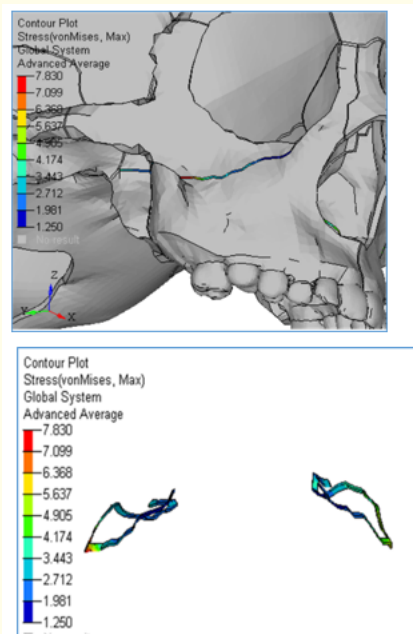 Contour Plot
Stress(vonMises, Max)
Global System
Advanced Average
7.830
7.099
6.368
5.637
4.905
4.174
3.443
2.712
1.981
1.250
No result
Z
Y
X
Contour Plot
Stress(vonMises, Max)
Global System
Advanced Average
7.830
7.099
6.368
5.637
4.905
4.174
3.443
2.712
1.981
1.250